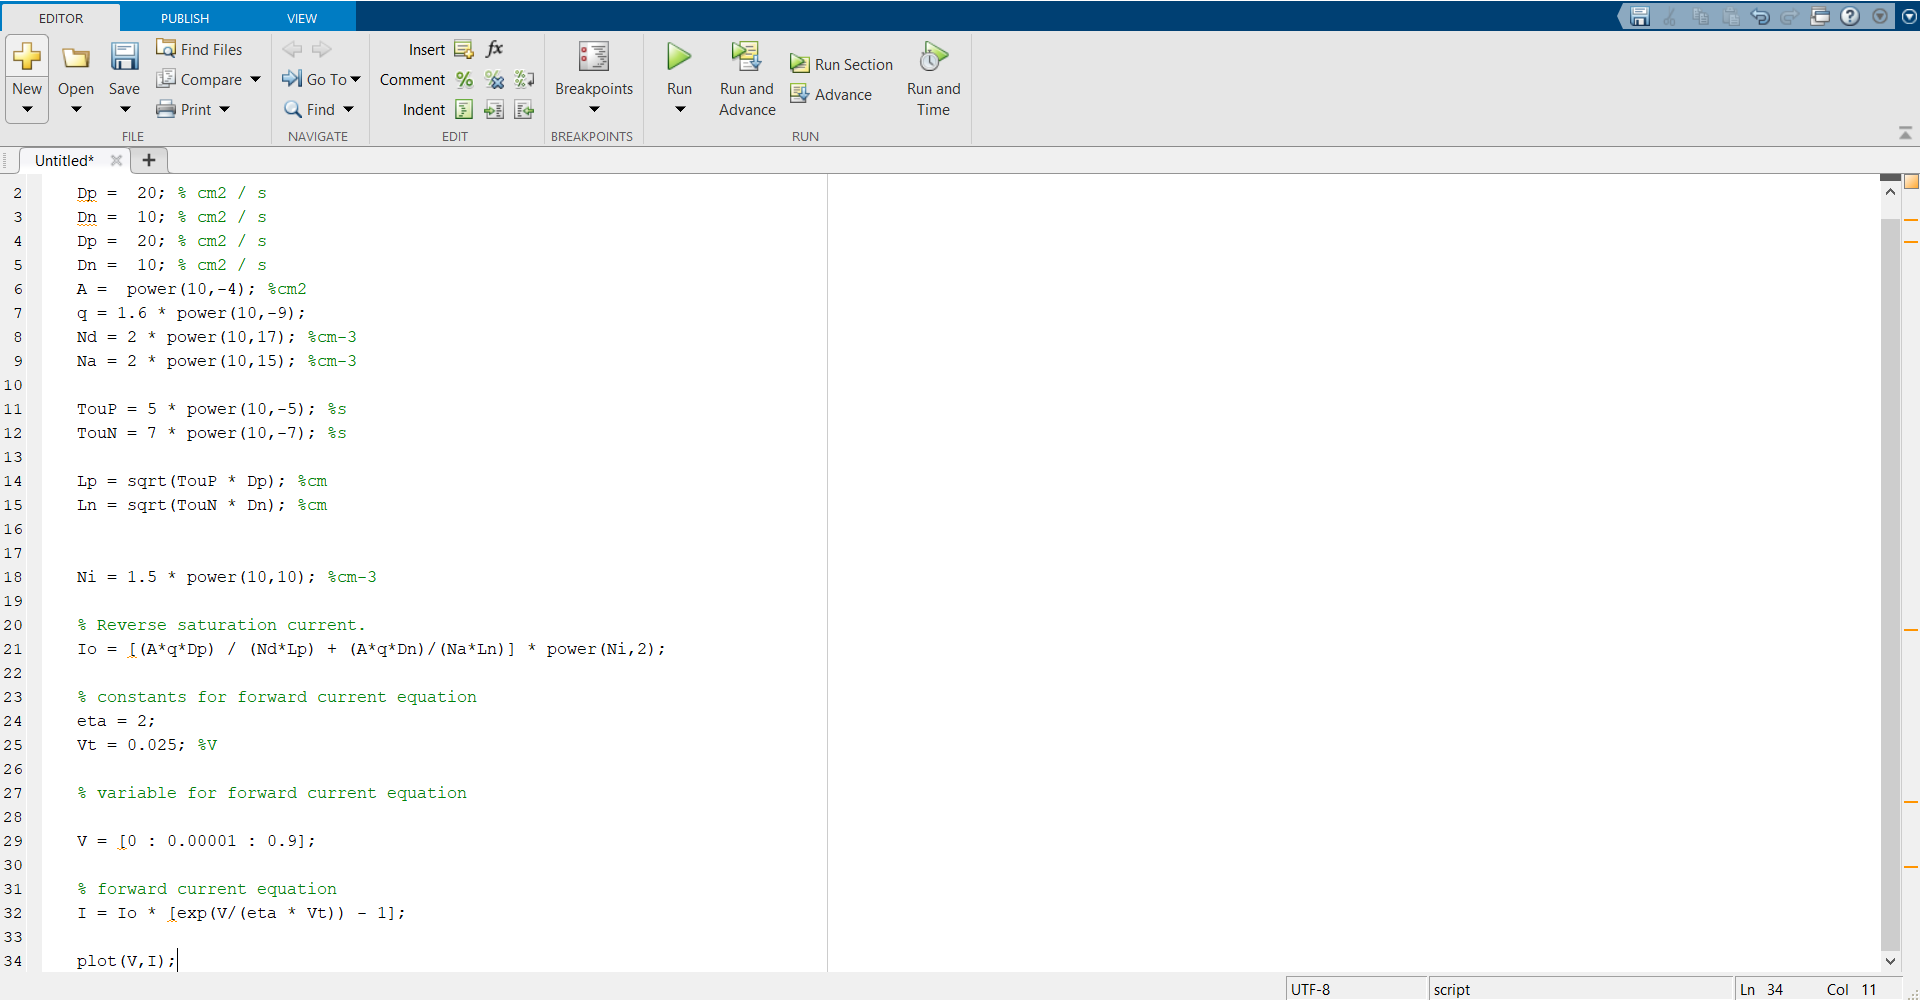 EDITOR PUBLISH VIEW
New
Open
Save
Find Files
Compare
Print
FILE
Go To
Find
NAVIGATE
Insert fx
Comment
Indent
EDIT
Breakpoints
BREAKPOINTS
Run
Run and
Advance
Run Section
Advance
Run and
Time
RUN
Untitled*
2 Dp =  20; % cm2 / s
3 Dn =  10; % cm2 / s
4 Dp =  20; % cm2 / s
5 Dn =  10; % cm2 / s
6 A =  power(10,-4); %cm2
7 q = 1.6 * power(10,-9);
8 Nd = 2 * power(10,17); %cm-3
9 Na = 2 * power(10,15); %cm-3
10
11 TouP = 5 * power(10,-5); %s
12 TouN = 7 * power(10,-7); %s
13
14 Lp = sqrt(TouP * Dp); %cm
15 Ln = sqrt(TouN * Dn); %cm
16
17
18 Ni = 1.5 * power(10,10); %cm-3
19
20 % Reverse saturation current.
21 Io = [(A*q*Dp) / (Nd*Lp) + (A*q*Dn)/(Na*Ln)] * power(Ni,2);
22
23 % constants for forward current equation
24 eta = 2;
25 Vt = 0.025; %V
26
27 % variable for forward current equation
28
29 V = [0 : 0.00001 : 0.9];
30
31 % forward current equation
32 I = Io * [exp(V/(eta * Vt)) - 1];
33
34 plot(V,I);
UTF-8 script Ln 34 Col 11